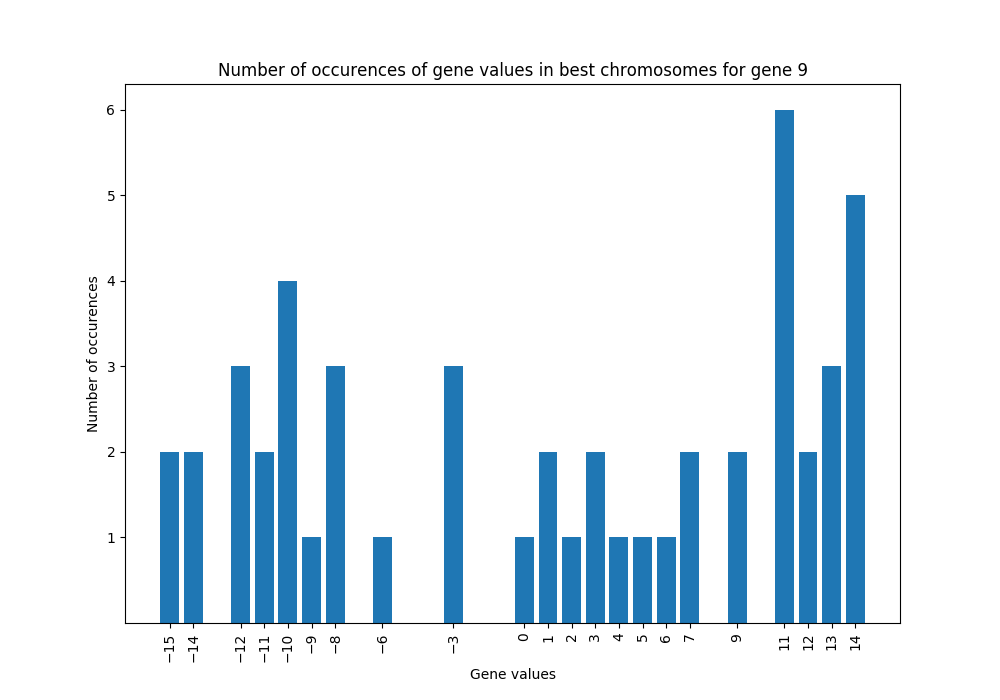 Number of occurences of gene values in best chromosomes for gene 9
Number of occurences
6
5
4
3
2
1
−15 −14 −12 −11 −10 −9 −8 −6 −3 0 1 2 3 4 5 6 7 9 11 12 13 14
Gene values